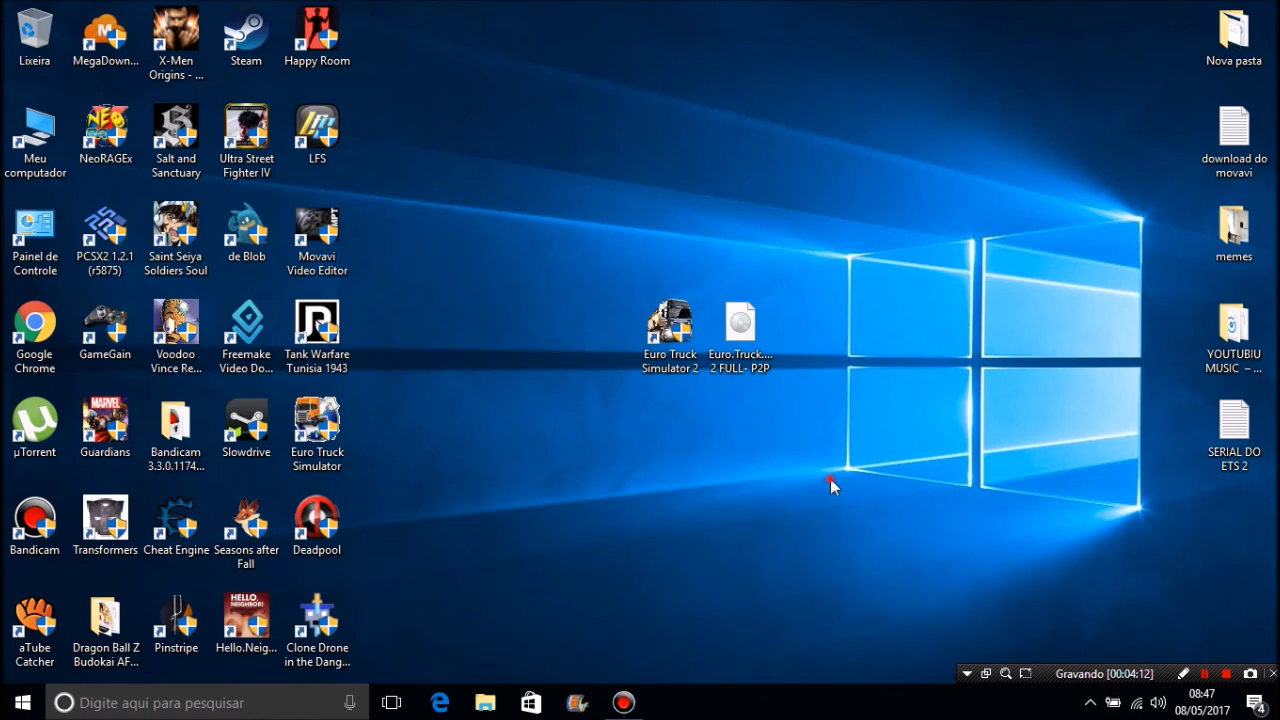 Lixeira
MegaDown...
X-Men
Origins - ...
Steam
Happy Room
Nova pasta
Meu
computador
NeoRAGEx
Salt and
Sanctuary
Ultra Street
Fighter IV
LFS
download do
movavi
Painel de
Controle
PCSX2 1.2.1
(r5875)
Saint Seiya
Soldiers Soul
de Blob
Movavi
Video Editor
memes
Google
Chrome
GameGain
Voodoo
Vince Re...
Freemake
Video Do...
Tank Warfare
Tunisia 1943
Euro Truck
Simulator 2
Euro.Truck....
2 FULL- P2P
YOUTUBIU
MUSIC – ...
µTorrent
MARVEL
Guardians
Bandicam
3.3.0.1174...
Slowdrive
Euro Truck
Simulator
SERIAL DO
ETS 2
Bandicam
Transformers
Cheat Engine
Seasons after
Fall
Deadpool
aTube
Catcher
Dragon Ball Z
Budokai AF...
Pinstripe
HELLO,
NEIGHBOR!
Hello.Neig...
Clone Drone
in the Dang...
Gravando [00:04:12]
Digite aqui para pesquisar
08:47
08/05/2017
4